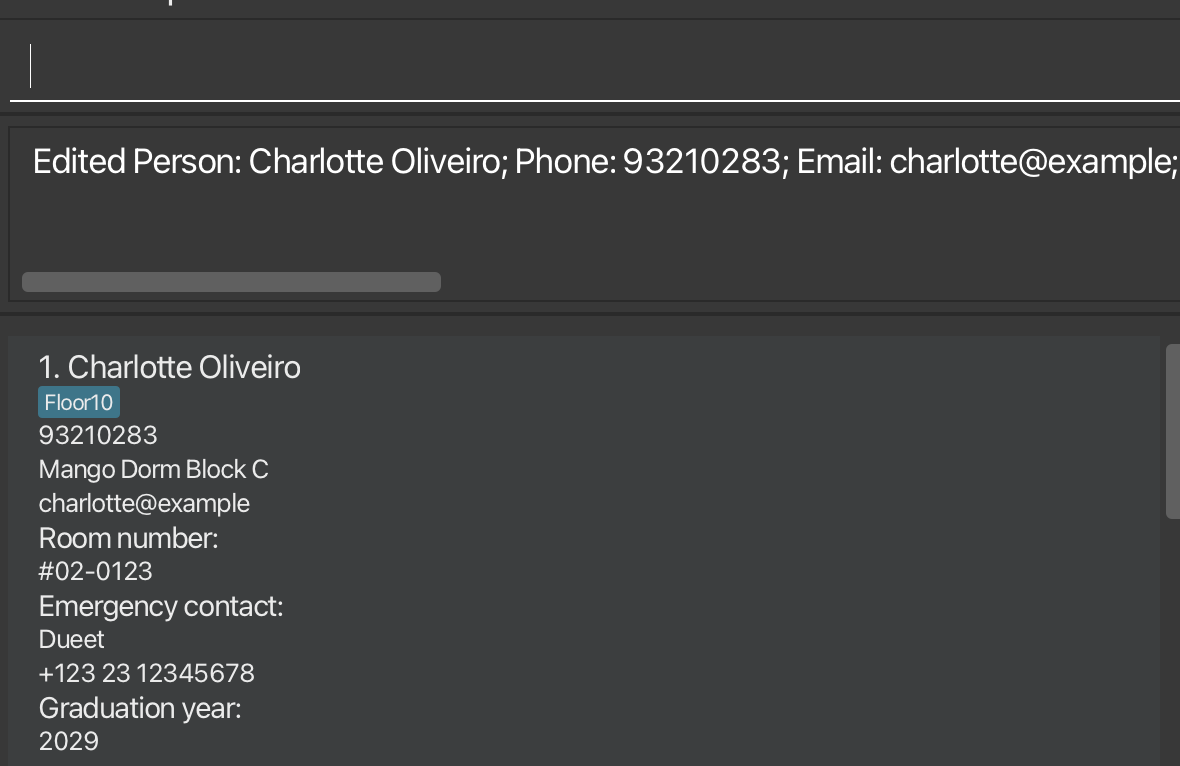 Edited Person: Charlotte Oliveiro; Phone: 93210283; Email: charlotte@example;
1. Charlotte Oliveiro
Floor10
93210283
Mango Dorm Block C
charlotte@example
Room number:
#02-0123
Emergency contact:
Dueet
+123 23 12345678
Graduation year:
2029